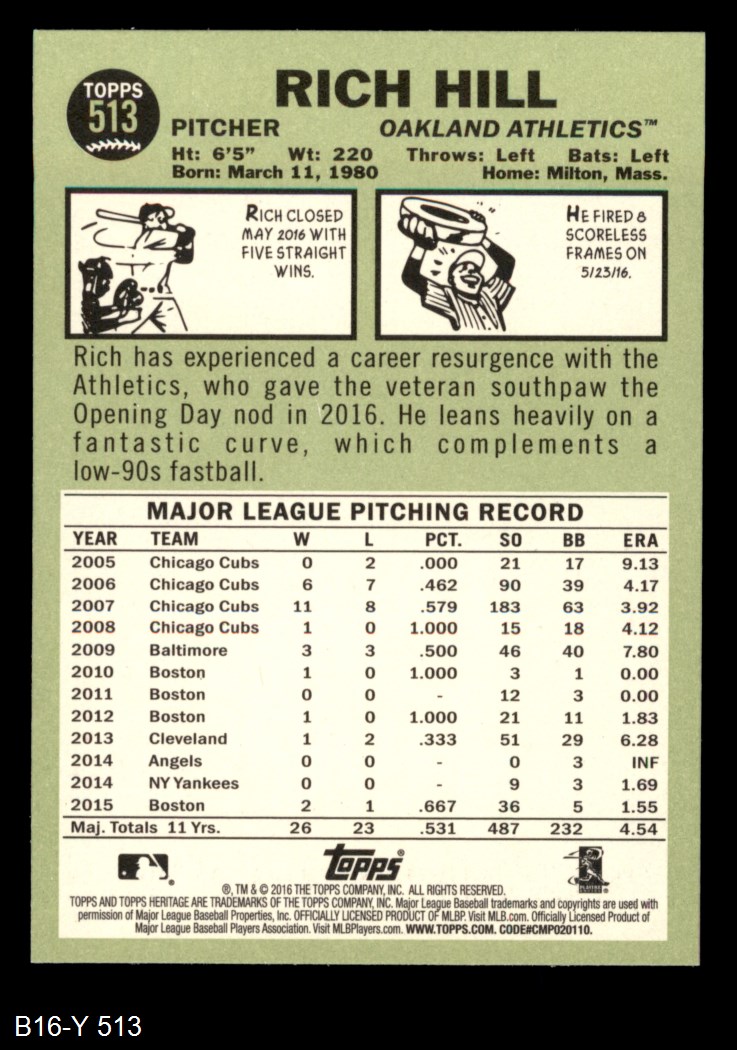 TOPPS
513
RICH HILL
PITCHER OAKLAND ATHLETICS™
Ht: 6'5" Wt: 220 Throws: Left Bats: Left
Born: March 11, 1980 Home: Milton, Mass.
RICH CLOSED
MAY 2016 WITH
FIVE STRAIGHT
WINS.
HE FIRED 8
SCORELESS
FRAMES ON
5/23/16.
Rich has experienced a career resurgence with the
Athletics, who gave the veteran southpaw the
Opening Day nod in 2016. He leans heavily on a
fantastic curve, which complements a
low-90s fastball.
MAJOR LEAGUE PITCHING RECORD
YEAR TEAM W L PCT. SO BB ERA
2005 Chicago Cubs 0 2 .000 21 17 9.13
2006 Chicago Cubs 6 7 .462 90 39 4.17
2007 Chicago Cubs 11 8 .579 183 63 3.92
2008 Chicago Cubs 1 0 1.000 15 18 4.12
2009 Baltimore 3 3 .500 46 40 7.80
2010 Boston 1 0 1.000 3 1 0.00
2011 Boston 0 0 - 12 3 0.00
2012 Boston 1 0 1.000 21 11 1.83
2013 Cleveland 1 2 .333 51 29 6.28
2014 Angels 0 0 - 0 3 INF
2014 NY Yankees 0 0 - 9 3 1.69
2015 Boston 2 1 .667 36 5 1.55
Maj. Totals 11 Yrs. 26 23 .531 487 232 4.54
Topps®
®, TM & © 2016 THE TOPPS COMPANY, INC. ALL RIGHTS RESERVED.
TOPPS AND TOPPS HERITAGE ARE TRADEMARKS OF THE TOPPS COMPANY, INC. Major League Baseball trademarks and copyrights are used with
permission of Major League Baseball Properties, Inc. OFFICIALLY LICENSED PRODUCT OF MLBP. Visit MLB.com. Officially Licensed Product of
Major League Baseball Players Association. Visit MLBPlayers.com. WWW.TOPPS.COM. CODE#CMP020110.
B16-Y 513